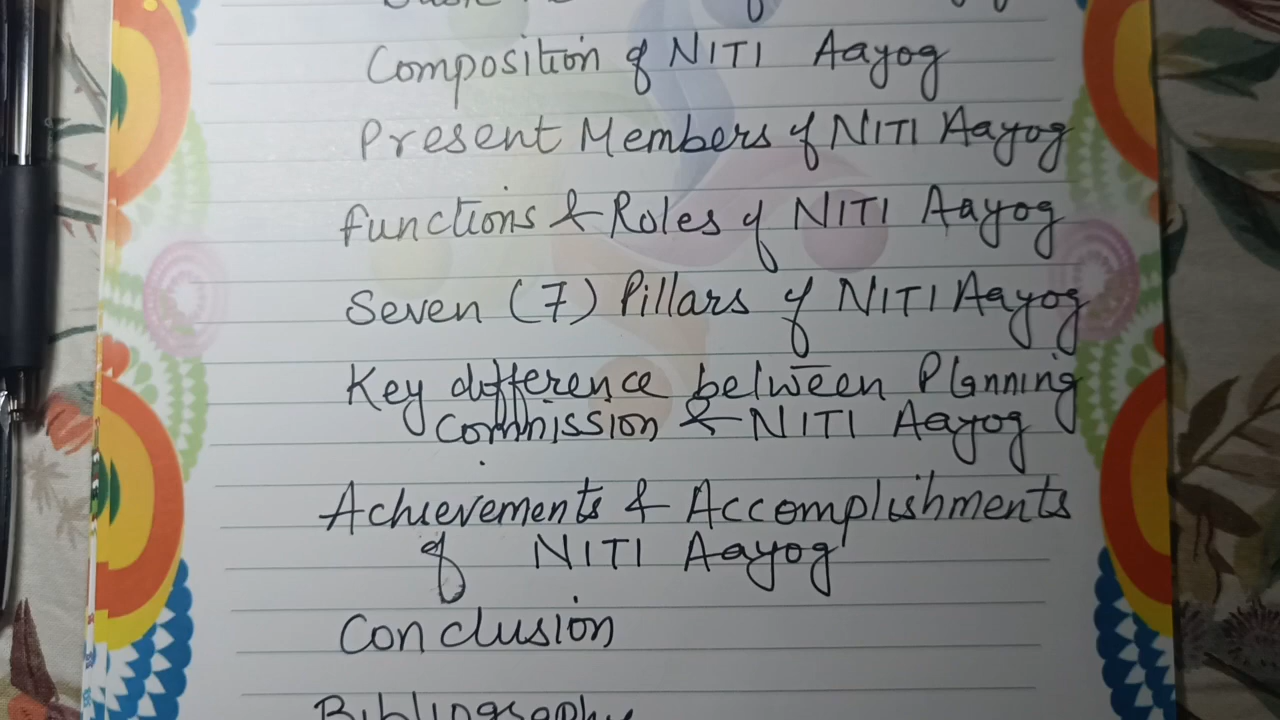 Composition of NITI Aayog
Present Members of NITI Aayog
Functions & Roles of NITI Aayog
Seven (7) Pillars of NITI Aayog
Key difference between Planning
Commission & NITI Aayog
Achievements & Accomplishments
of NITI Aayog
Conclusion
Bibliography